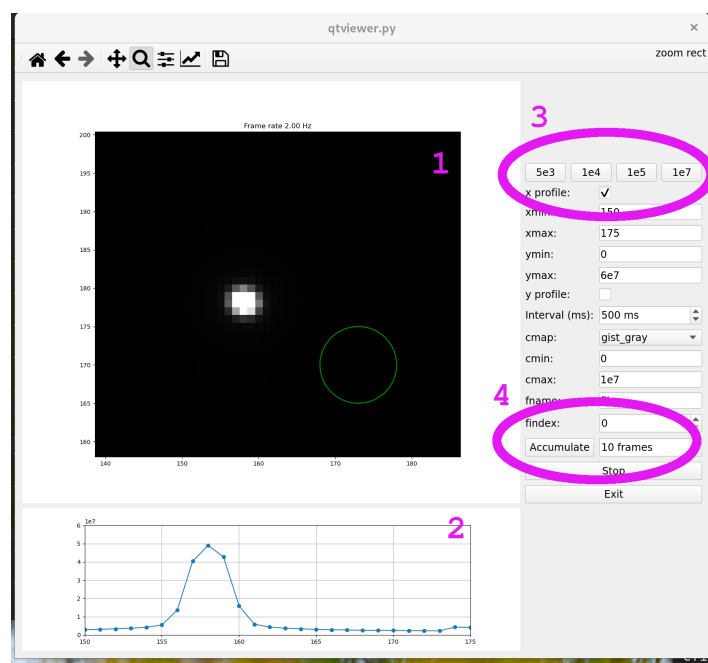 qtviewer.py
×
zoom rect
Frame rate 2.00 Hz
200
195
190
185
180
175
170
165
160
140
150
160
170
180
1
3
5e3
1e4
1e5
1e7
x profile:
xmin:
150
xmax:
175
ymin:
0
ymax:
6e7
y profile:
Interval (ms):
500 ms
cmap:
gist_gray
cmin:
0
cmax:
1e7
4
fname:
findex:
0
Accumulate
10 frames
Stop
Exit
2
1e7
6
5
4
3
2
1
0
150
155
160
165
170
175